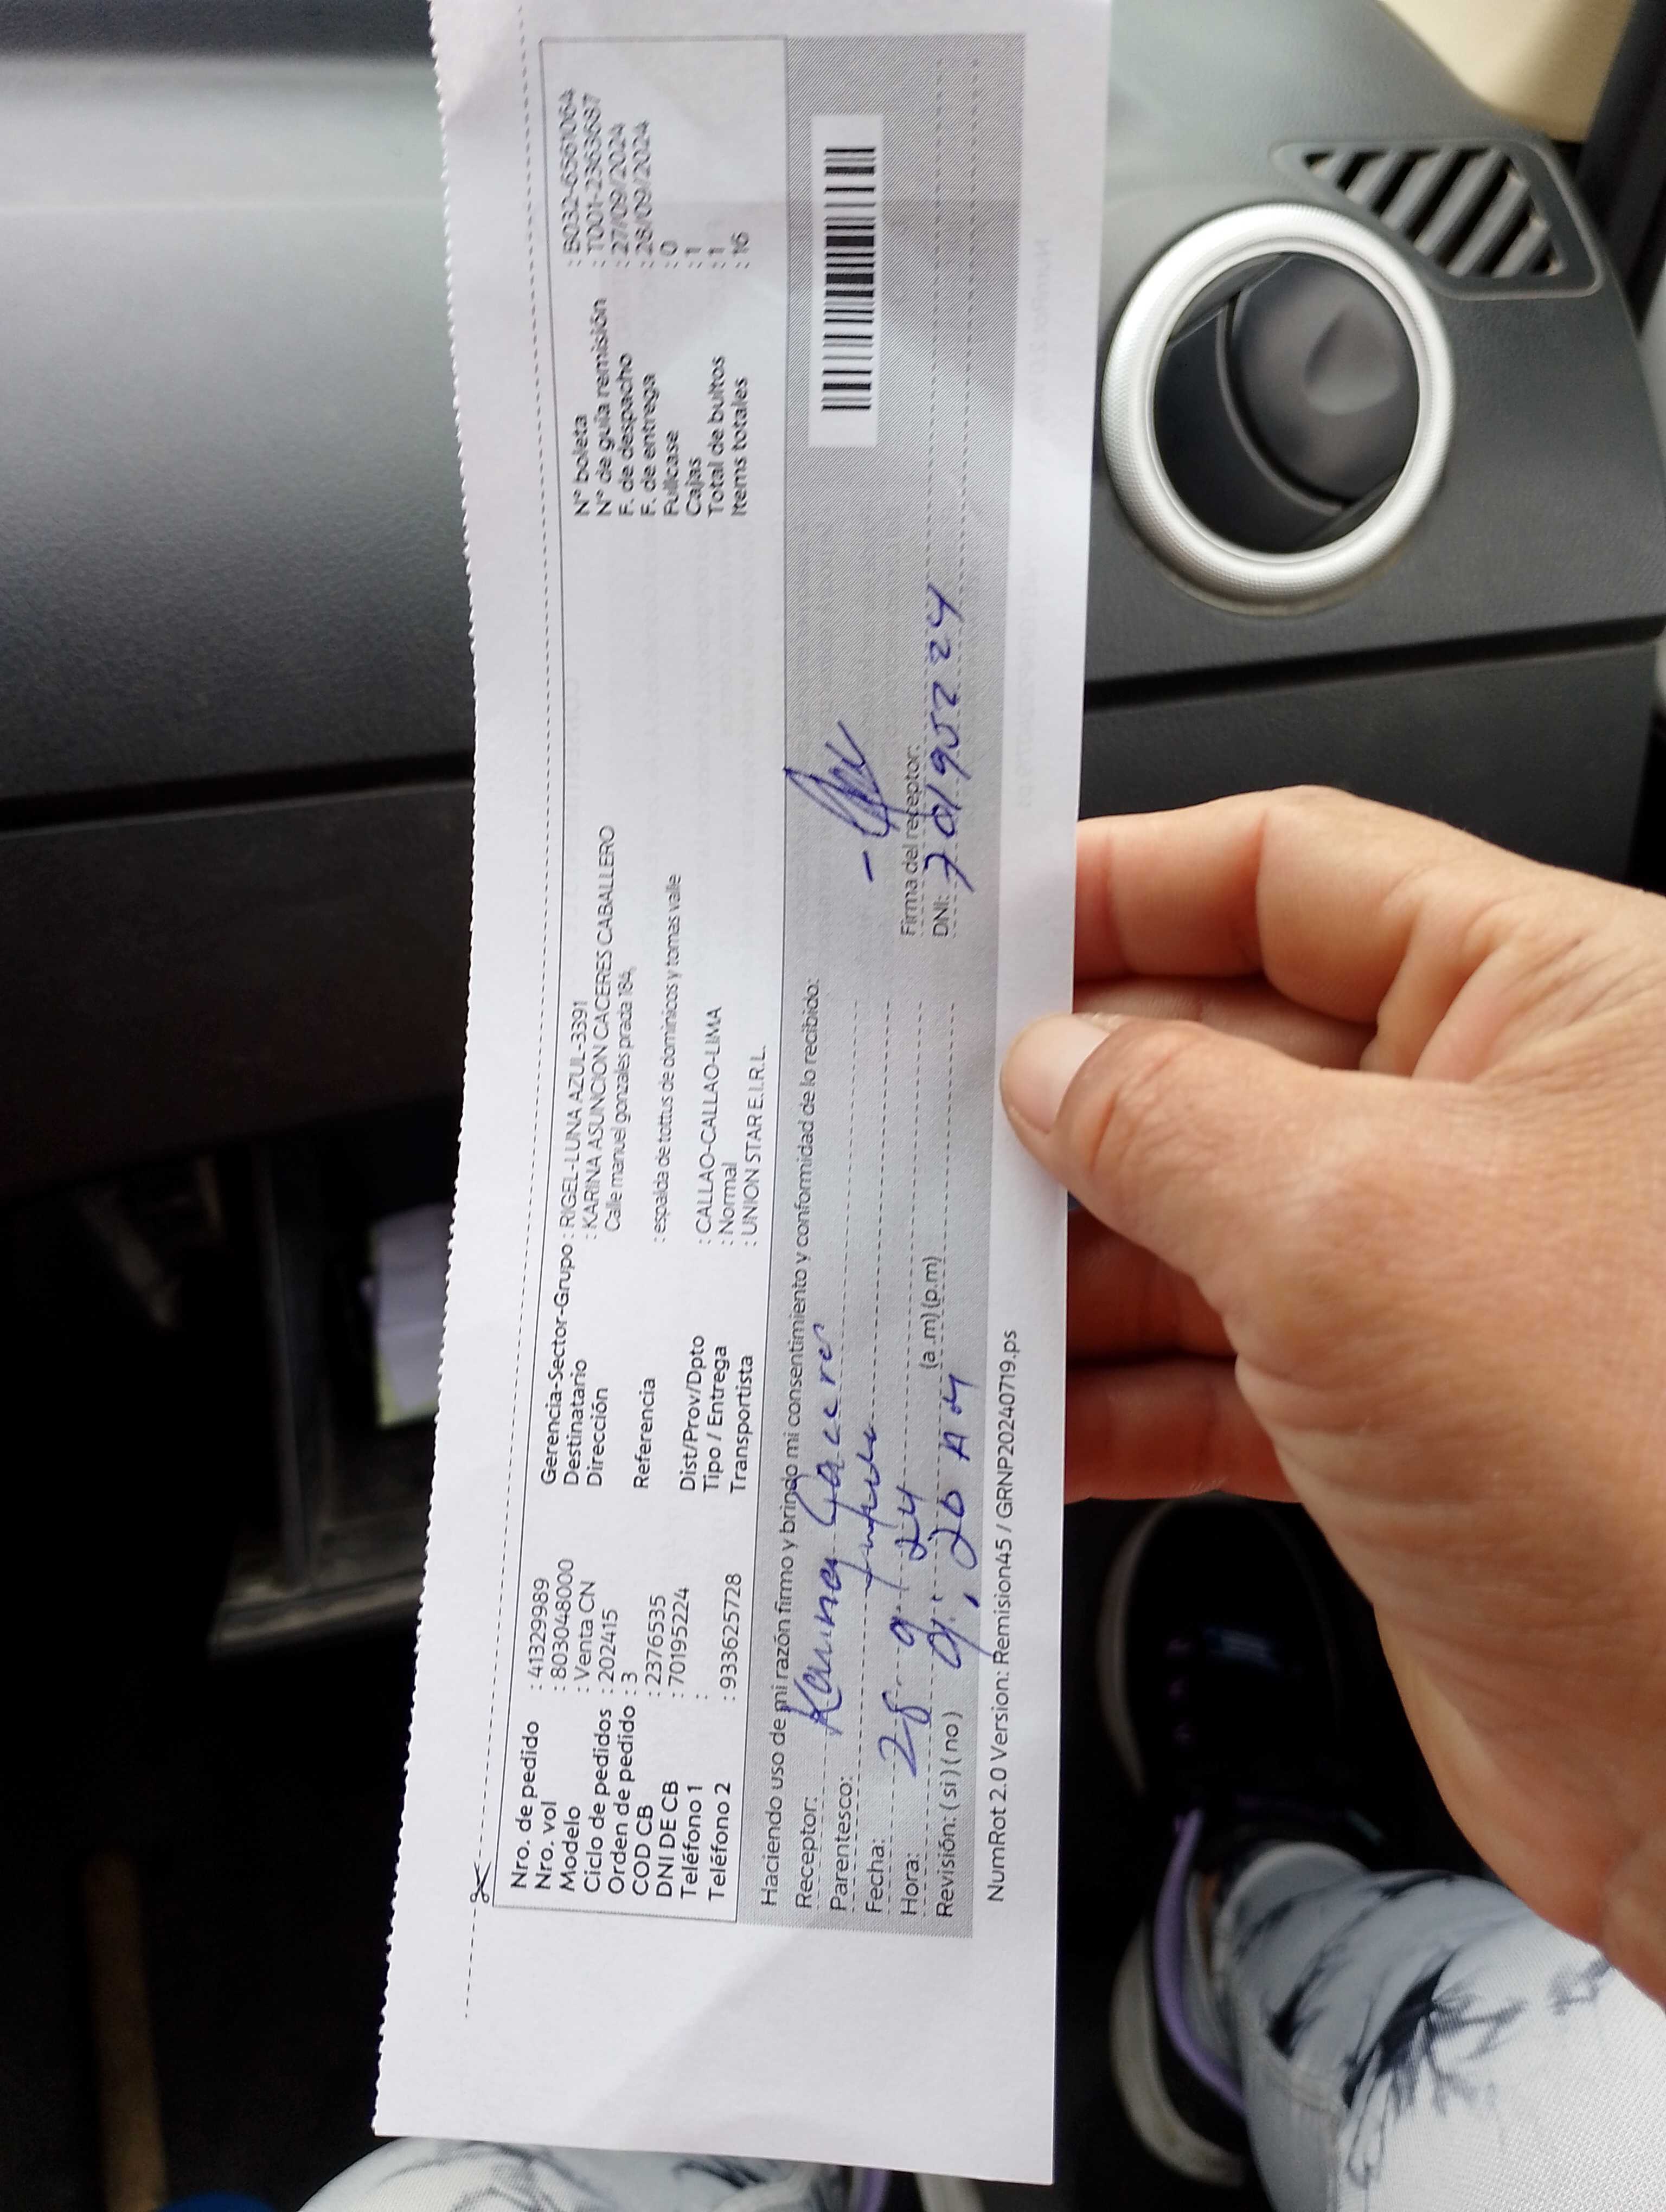 Nro. de pedido : 41329989
Nro. vol : 803048000
Modelo : Venta CN
Ciclo de pedidos : 202415
Orden de pedido : 3
COD CB : 2376535
DNI DE CB : 70195224
Teléfono 1 :
Teléfono 2 : 933625728
Gerencia-Sector-Grupo : RIGEL-LUNA AZUL-3391
Destinatario : KARINA ASUNCION CACERES CABALLERO
Dirección Calle manuel gonzales prada 184,
Referencia : espalda de tottus de dominicos y tomas valle
Dist/Prov/Dpto : CALLAO-CALLAO-LIMA
Tipo / Entrega : Normal
Transportista : UNION STAR E.I.R.L.
N° boleta : B032-6561064
N° de guía remisión : T001-2363687
F. de despacho : 27/09/2024
F. de entrega : 28/09/2024
Fullcase : 0
Cajas : 1
Total de bultos : 1
Items totales : 16
Haciendo uso de mi razón firmo y brindo mi consentimiento y conformidad de lo recibido:
Receptor: Karina Caceres
Parentesco:
Fecha: 28 9 24
Hora: 9:20 AM (a .m) (p.m)
Revisión: ( si ) ( no )
Firma del receptor:
DNI: 70195224
NumRot 2.0 Version: Remision45 / GRNP20240719.ps